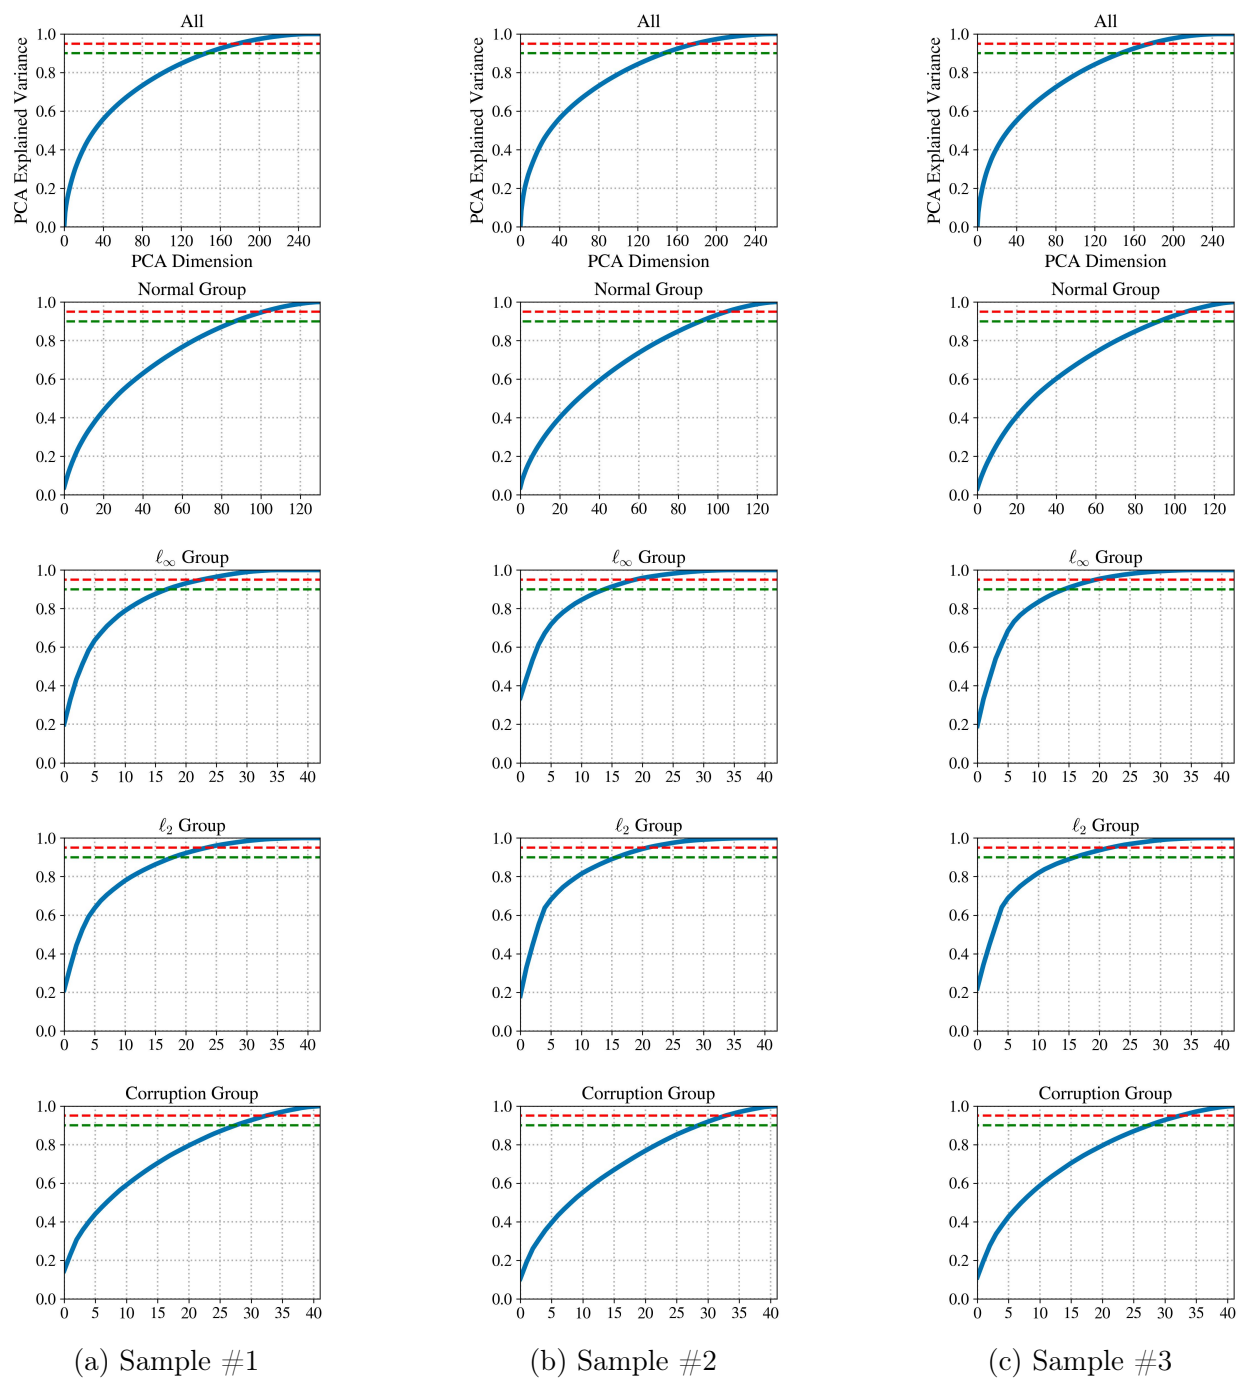 All
All
All
PCA Explained Variance
1.0
0.8
0.6
0.4
0.2
0.0
0 40 80 120 160 200 240
PCA Dimension
PCA Explained Variance
1.0
0.8
0.6
0.4
0.2
0.0
0 40 80 120 160 200 240
PCA Dimension
PCA Explained Variance
1.0
0.8
0.6
0.4
0.2
0.0
0 40 80 120 160 200 240
PCA Dimension
Normal Group
1.0
0.8
0.6
0.4
0.2
0.0
0 20 40 60 80 100 120
Normal Group
1.0
0.8
0.6
0.4
0.2
0.0
0 20 40 60 80 100 120
Normal Group
1.0
0.8
0.6
0.4
0.2
0.0
0 20 40 60 80 100 120
ℓ∞ Group
1.0
0.8
0.6
0.4
0.2
0.0
0 5 10 15 20 25 30 35 40
ℓ∞ Group
1.0
0.8
0.6
0.4
0.2
0.0
0 5 10 15 20 25 30 35 40
ℓ∞ Group
1.0
0.8
0.6
0.4
0.2
0.0
0 5 10 15 20 25 30 35 40
ℓ₂ Group
1.0
0.8
0.6
0.4
0.2
0.0
0 5 10 15 20 25 30 35 40
ℓ₂ Group
1.0
0.8
0.6
0.4
0.2
0.0
0 5 10 15 20 25 30 35 40
ℓ₂ Group
1.0
0.8
0.6
0.4
0.2
0.0
0 5 10 15 20 25 30 35 40
Corruption Group
1.0
0.8
0.6
0.4
0.2
0.0
0 5 10 15 20 25 30 35 40
Corruption Group
1.0
0.8
0.6
0.4
0.2
0.0
0 5 10 15 20 25 30 35 40
Corruption Group
1.0
0.8
0.6
0.4
0.2
0.0
0 5 10 15 20 25 30 35 40
(a) Sample #1
(b) Sample #2
(c) Sample #3